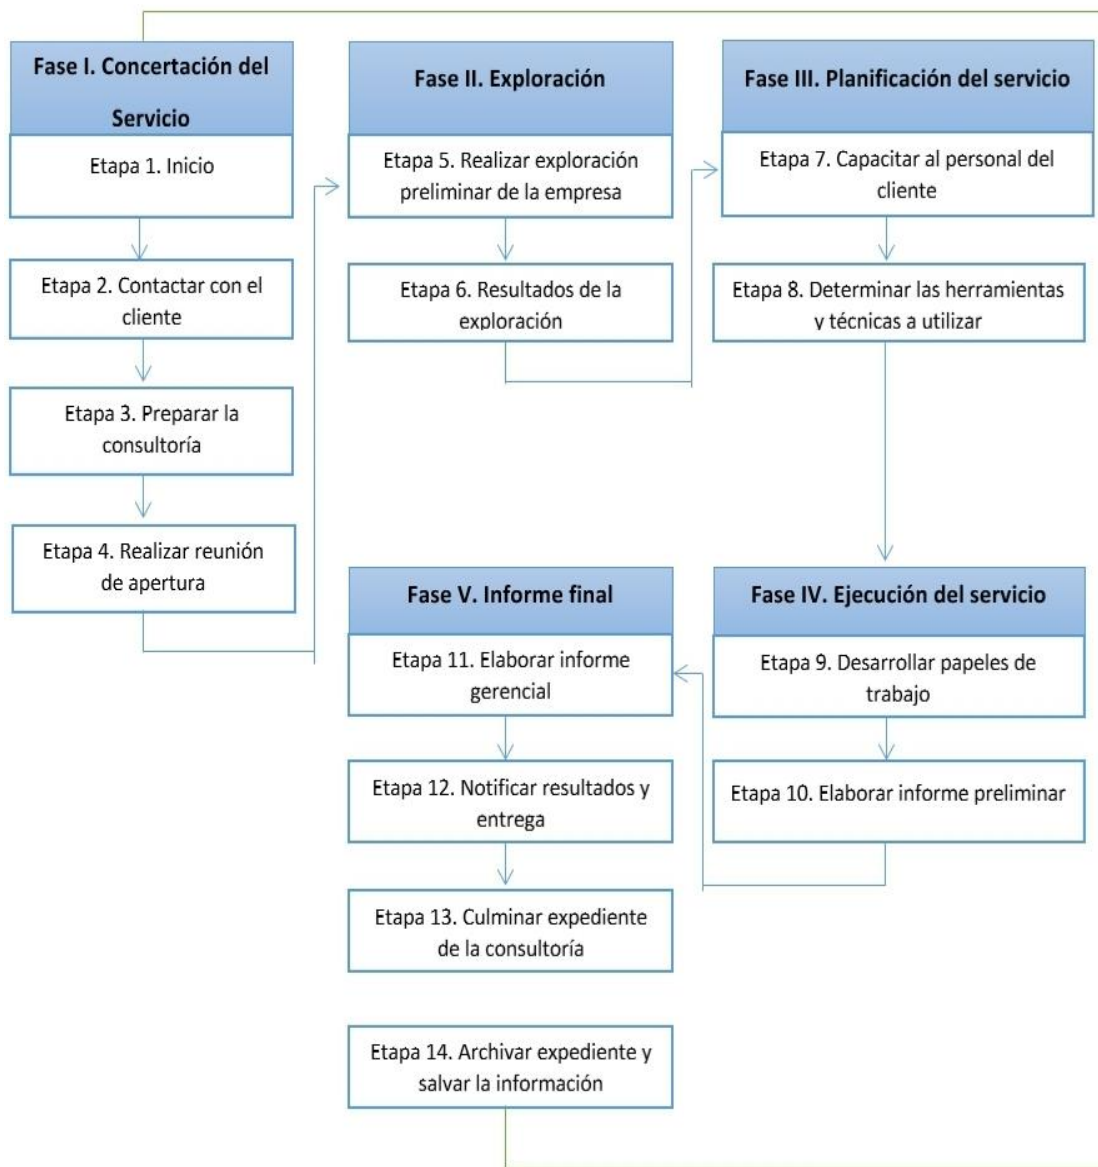 Fase I. Concertación del
Servicio
Etapa 1. Inicio
Etapa 2. Contactar con el
cliente
Etapa 3. Preparar la
consultoría
Etapa 4. Realizar reunión
de apertura
Fase II. Exploración
Etapa 5. Realizar exploración
preliminar de la empresa
Etapa 6. Resultados de la
exploración
Fase III. Planificación del servicio
Etapa 7. Capacitar al personal del
cliente
Etapa 8. Determinar las herramientas
y técnicas a utilizar
Fase IV. Ejecución del servicio
Etapa 9. Desarrollar papeles de
trabajo
Etapa 10. Elaborar informe preliminar
Fase V. Informe final
Etapa 11. Elaborar informe
gerencial
Etapa 12. Notificar resultados y
entrega
Etapa 13. Culminar expediente
de la consultoría
Etapa 14. Archivar expediente y
salvar la información